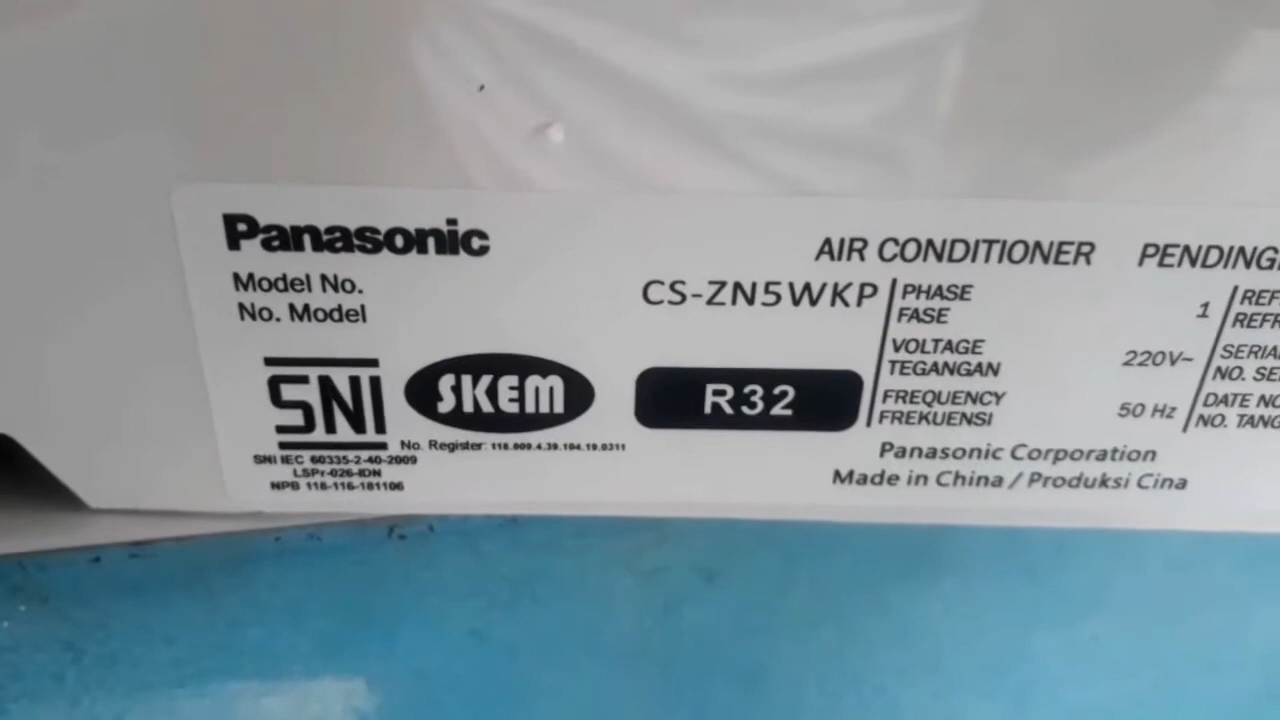 Panasonic
AIR CONDITIONER
Model No.
No. Model
CS-ZN5WKP
PHASE
FASE
1
VOLTAGE
TEGANGAN
220V~
FREQUENCY
FREKUENSI
50 Hz
SNI
SKEM
R32
No. Register: 118.009.4.39.104.19.0311
SNI IEC 60335-2-40-2009
LSPr-026-IDN
NPB 118-116-181106
Panasonic Corporation
Made in China / Produksi Cina
PENDING
REF
REFR
SERIA
NO. SE
DATE NO
NO. TANG